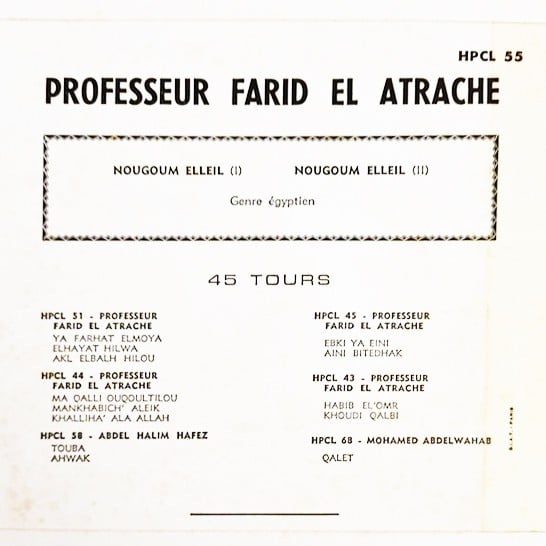 HPCL 55
PROFESSEUR FARID EL ATRACHE
NOUGOUM ELLEIL (I) NOUGOUM ELLEIL (II)
Genre égyptien
45 TOURS
HPCL 51 - PROFESSEUR
FARID EL ATRACHE
YA FARHAT ELMOYA
ELHAYAT HILWA
AKL ELBALH HILOU
HPCL 44 - PROFESSEUR
FARID EL ATRACHE
MA QALLI OUQOULTILOU
MANKHABICH' ALEIK
KHALLIHA' ALA ALLAH
HPCL 58 - ABDEL HALIM HAFEZ
TOUBA
AHWAK
HPCL 45 - PROFESSEUR
FARID EL ATRACHE
EBKI YA EINI
AINI BITEDHAK
HPCL 43 - PROFESSEUR
FARID EL ATRACHE
HABIB EL'OMR
KHOUDI QALBI
HPCL 68 - MOHAMED ABDELWAHAB
QALET